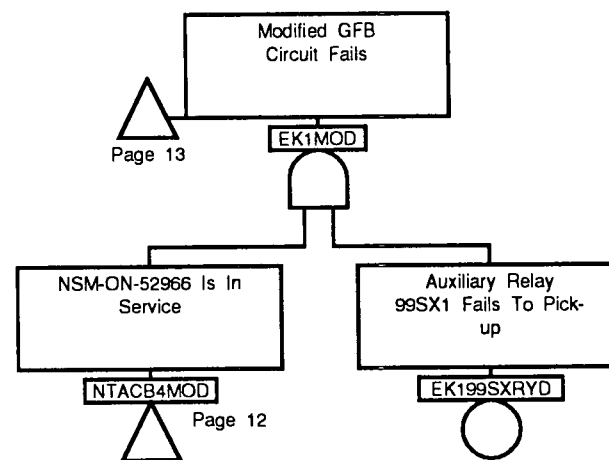 Modified GFB
Circuit Fails
Page 13
EK1MOD
NSM-ON-52966 Is In
Service
Auxiliary Relay
99SX1 Fails To Pick-
up
NTACB4MOD
EK199SXRYD
Page 12